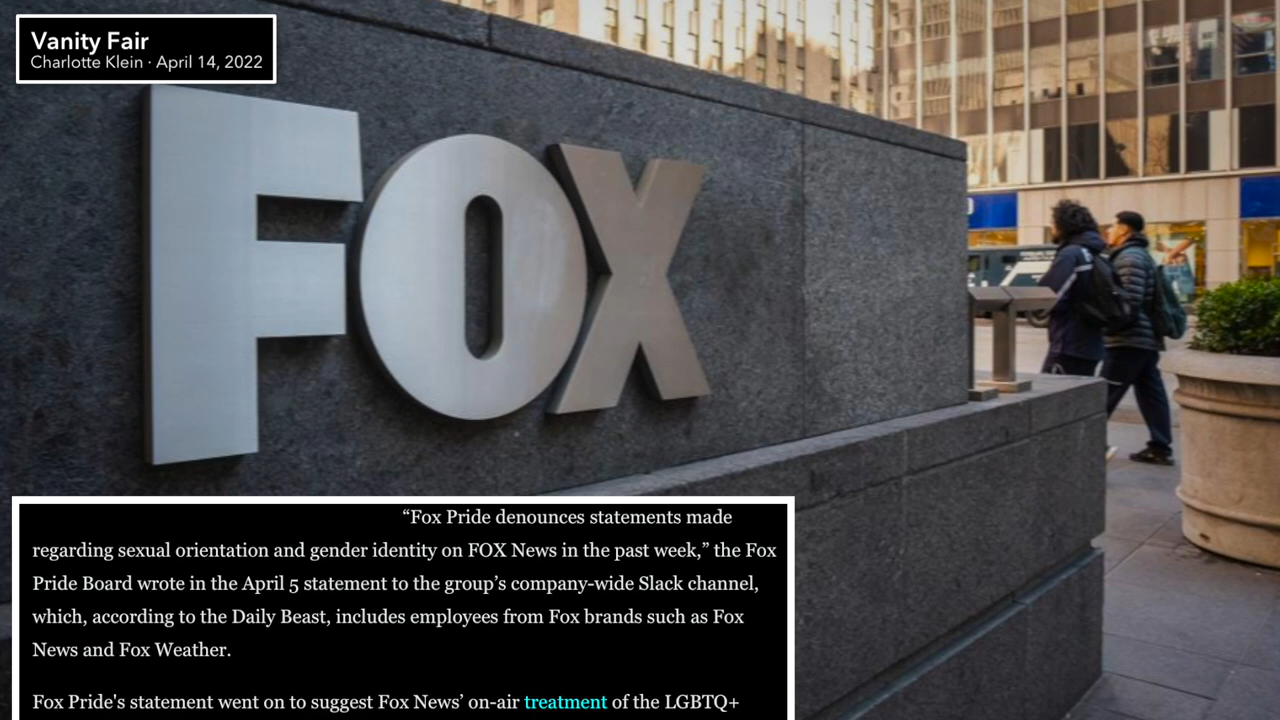 Vanity Fair
Charlotte Klein · April 14, 2022
FOX
“Fox Pride denounces statements made
regarding sexual orientation and gender identity on FOX News in the past week,” the Fox
Pride Board wrote in the April 5 statement to the group’s company-wide Slack channel,
which, according to the Daily Beast, includes employees from Fox brands such as Fox
News and Fox Weather.
Fox Pride's statement went on to suggest Fox News’ on-air treatment of the LGBTQ+